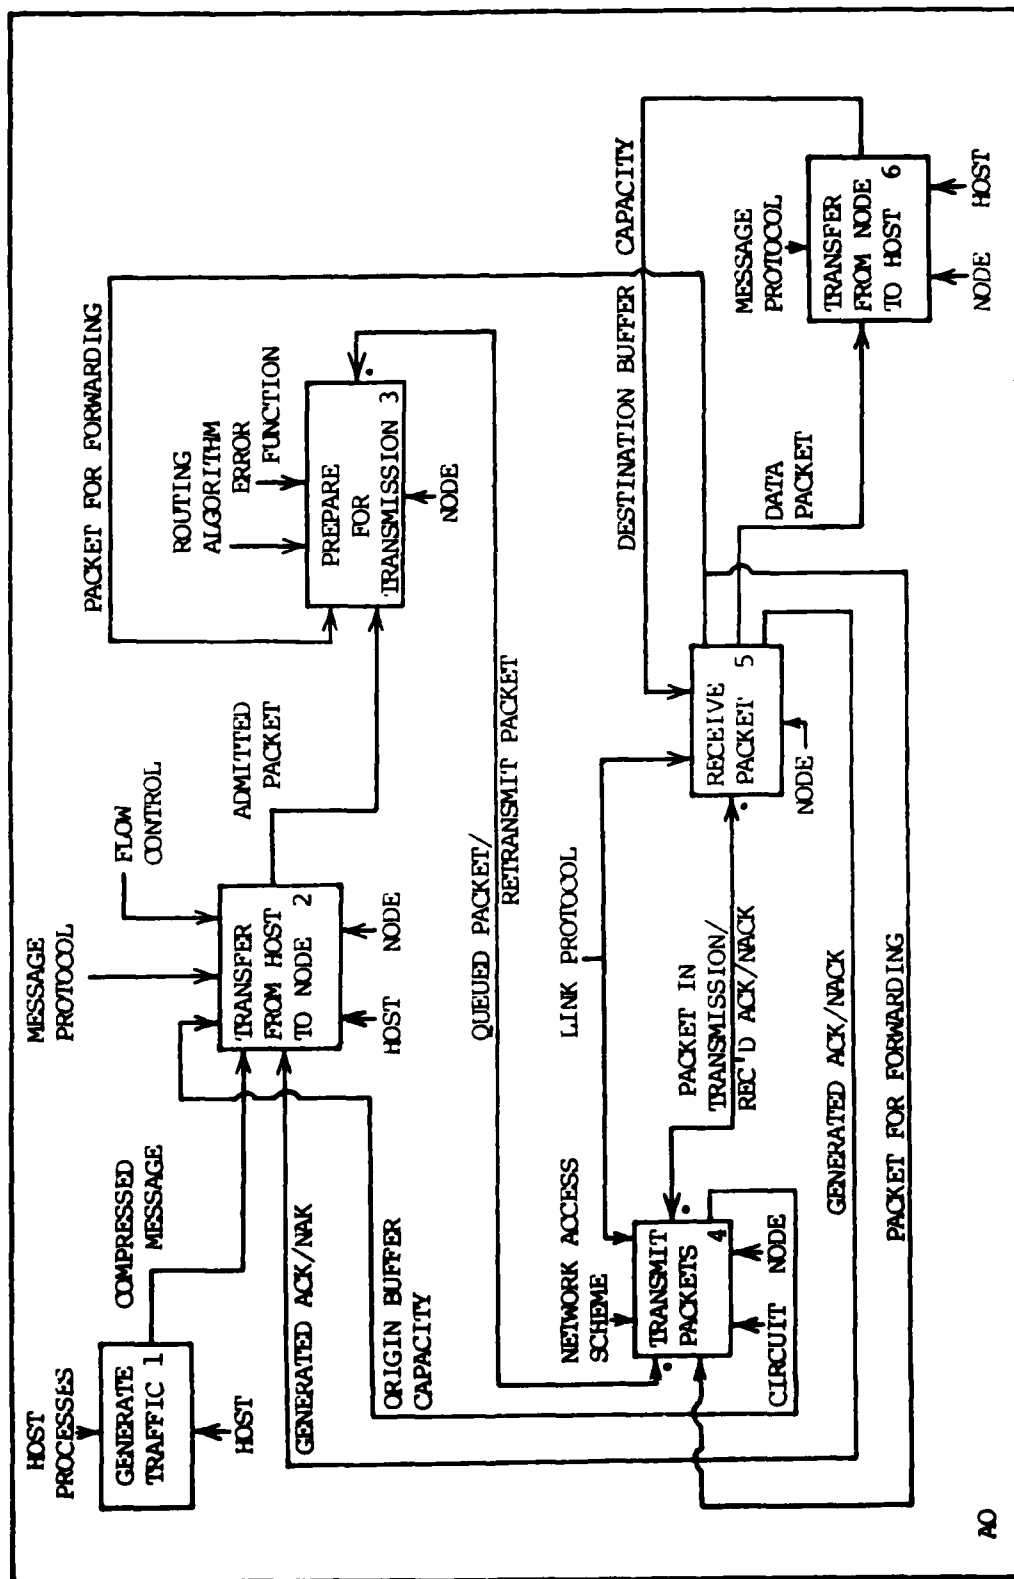 HOST
PROCESSES
GENERATE
TRAFFIC 1
HOST
COMPRESSED
MESSAGE
MESSAGE
PROTOCOL
FLOW
CONTROL
TRANSFER
FROM HOST
TO NODE 2
HOST
NODE
GENERATED ACK/NAK
ORIGIN BUFFER
CAPACITY
ADMITTED
PACKET
PACKET FOR FORWARDING
ROUTING
ALGORITHM
ERROR
FUNCTION
PREPARE
FOR
TRANSMISSION 3
NODE
QUEUED PACKET/
RETRANSMIT PACKET
NETWORK ACCESS
SCHEME
LINK PROTOCOL
TRANSMIT
PACKETS
4
CIRCUIT
NODE
PACKET IN
TRANSMISSION/
REC'D ACK/NACK
DESTINATION BUFFER CAPACITY
RECEIVE
PACKET 5
NODE
GENERATED ACK/NACK
PACKET FOR FORWARDING
DATA
PACKET
MESSAGE
PROTOCOL
TRANSFER
FROM NODE
TO HOST 6
NODE
HOST
AO